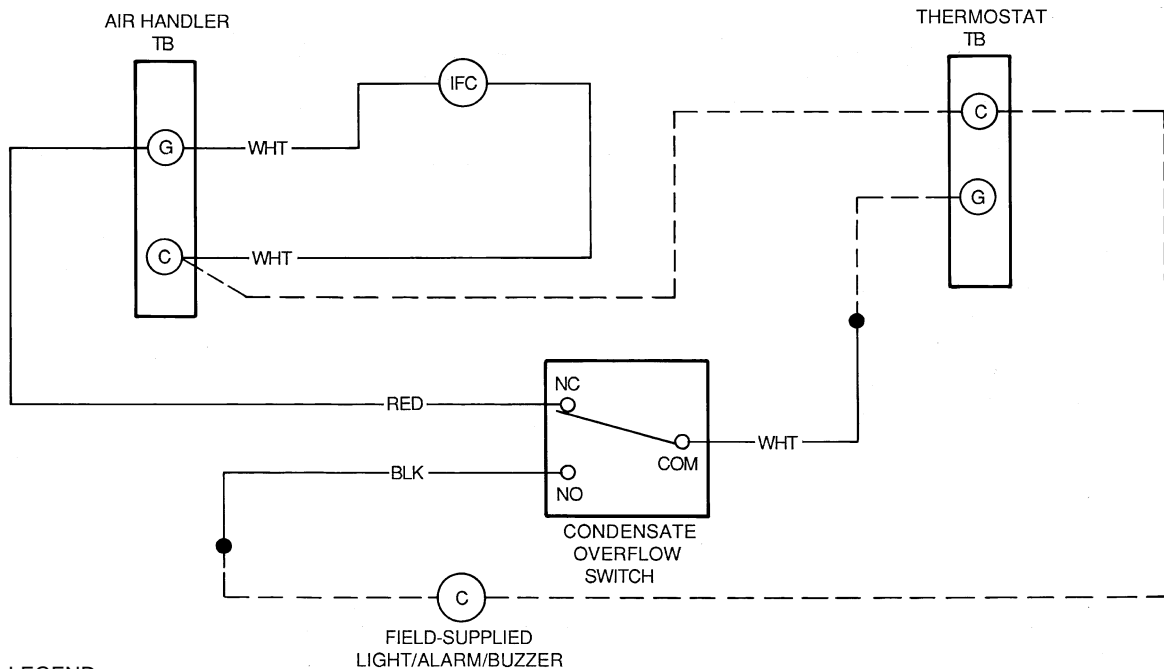 AIR HANDLER
TB
THERMOSTAT
TB
IFC
C
G
WHT
G
C
WHT
NC
RED
WHT
COM
BLK
NO
CONDENSATE
OVERFLOW
SWITCH
C
FIELD-SUPPLIED
LIGHT/ALARM/BUZZER
LEGEND